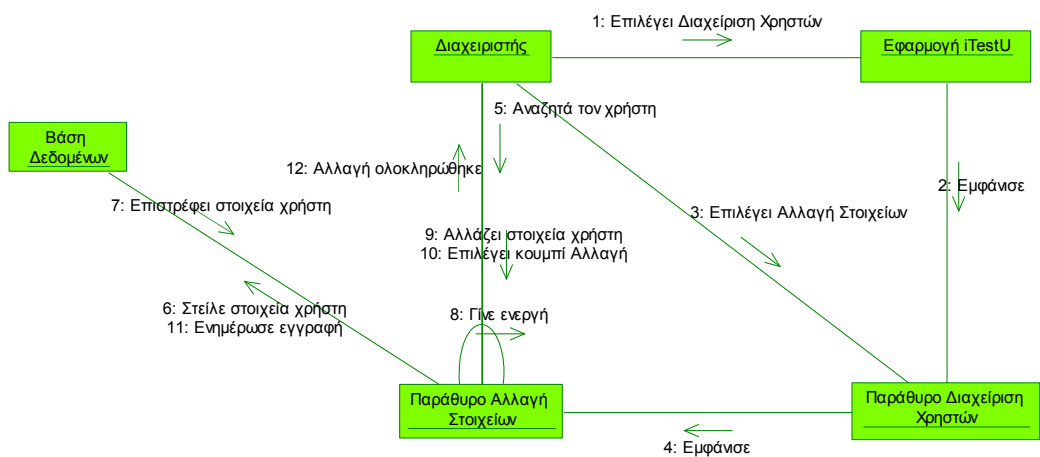 1: Επιλέγει Διαχείριση Χρηστών
Διαχειριστής
Εφαρμογή iTestU
5: Αναζητά τον χρήστη
Βάση
Δεδομένων
12: Αλλαγή ολοκληρώθηκε
2: Εμφάνισε
7: Επιστρέφει στοιχεία χρήστη
3: Επιλέγει Αλλαγή Στοιχείων
9: Αλλάζει στοιχεία χρήστη
10: Επιλέγει κουμπί Αλλαγή
6: Στείλε στοιχεία χρήστη
11: Ενημέρωσε εγγραφή
8: Γίνε ενεργή
Παράθυρο Αλλαγή
Στοιχείων
Παράθυρο Διαχείριση
Χρηστών
4: Εμφάνισε